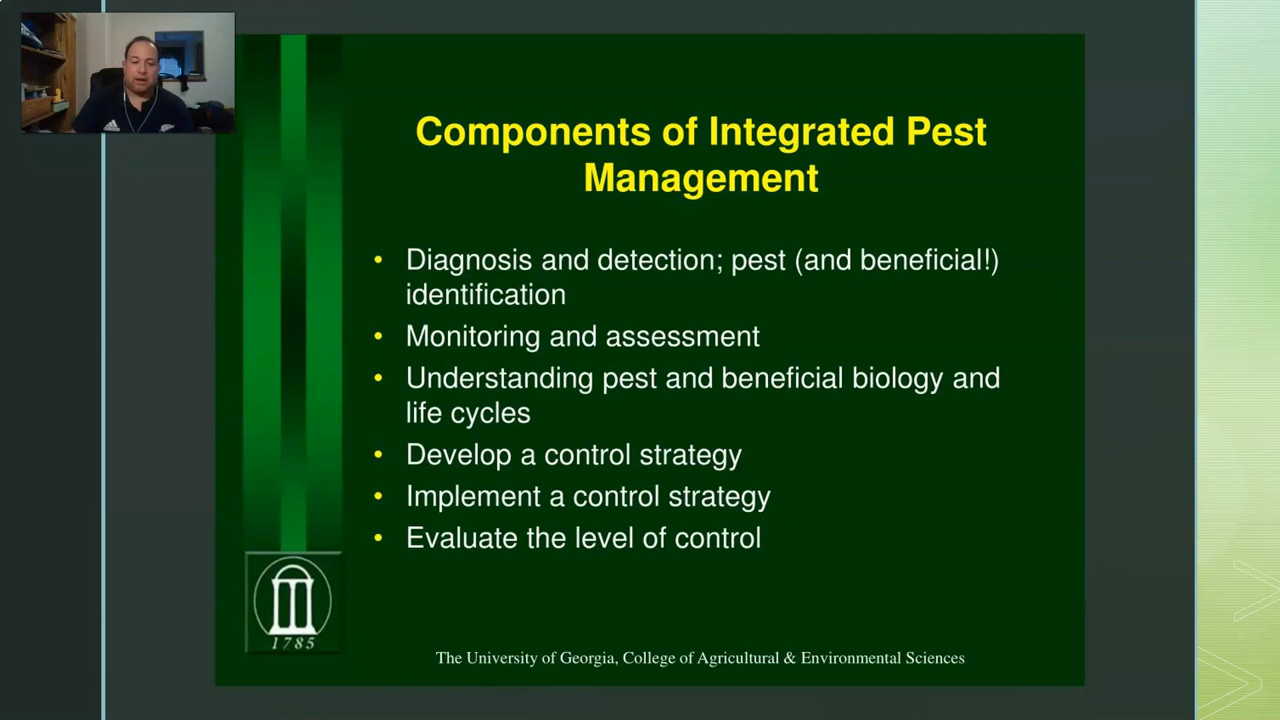 Components of Integrated Pest
Management
• Diagnosis and detection; pest (and beneficial!)
identification
• Monitoring and assessment
• Understanding pest and beneficial biology and
life cycles
• Develop a control strategy
• Implement a control strategy
• Evaluate the level of control
1785
The University of Georgia, College of Agricultural & Environmental Sciences